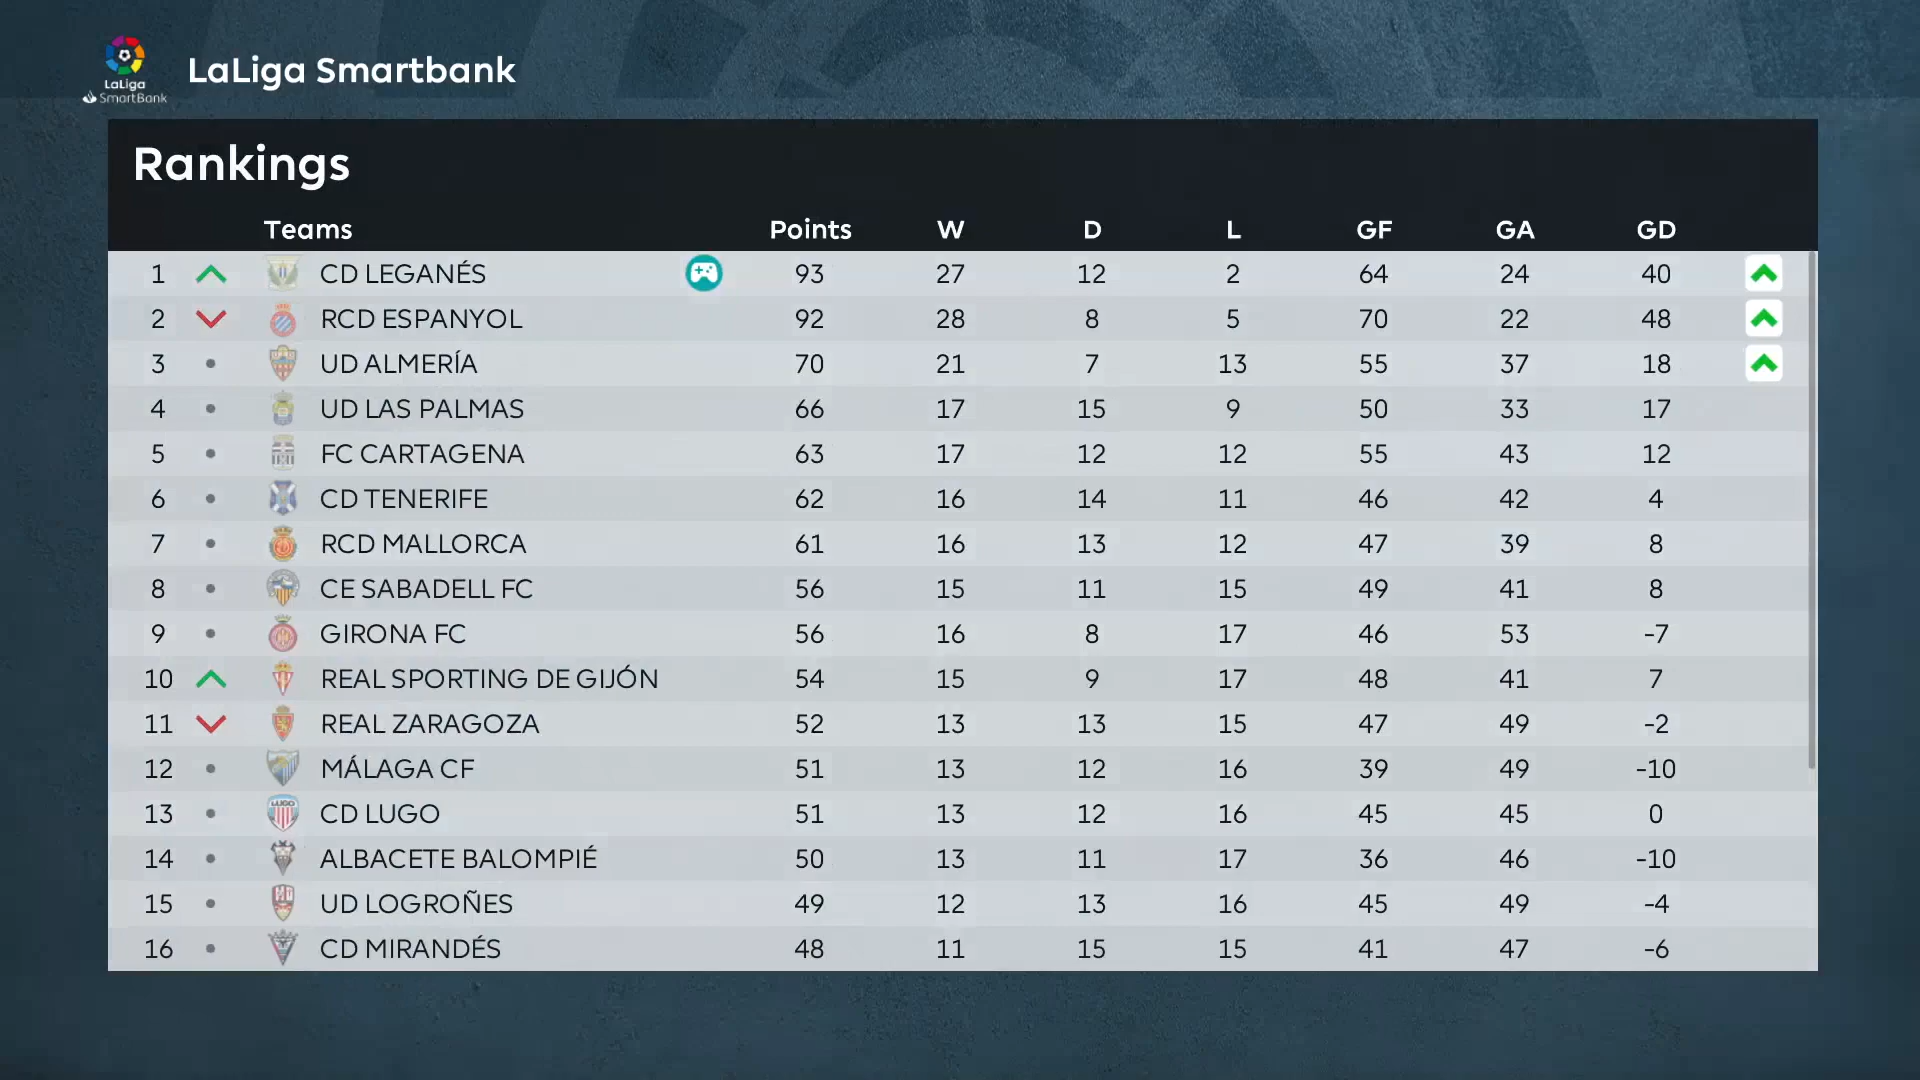 LaLiga
SmartBank
LaLiga Smartbank
Rankings
Teams Points W D L GF GA GD
1 CD LEGANÉS 93 27 12 2 64 24 40
2 RCD ESPANYOL 92 28 8 5 70 22 48
3 UD ALMERÍA 70 21 7 13 55 37 18
4 UD LAS PALMAS 66 17 15 9 50 33 17
5 FC CARTAGENA 63 17 12 12 55 43 12
6 CD TENERIFE 62 16 14 11 46 42 4
7 RCD MALLORCA 61 16 13 12 47 39 8
8 CE SABADELL FC 56 15 11 15 49 41 8
9 GIRONA FC 56 16 8 17 46 53 -7
10 REAL SPORTING DE GIJÓN 54 15 9 17 48 41 7
11 REAL ZARAGOZA 52 13 13 15 47 49 -2
12 MÁLAGA CF 51 13 12 16 39 49 -10
13 CD LUGO 51 13 12 16 45 45 0
14 ALBACETE BALOMPIÉ 50 13 11 17 36 46 -10
15 UD LOGROÑES 49 12 13 16 45 49 -4
16 CD MIRANDÉS 48 11 15 15 41 47 -6